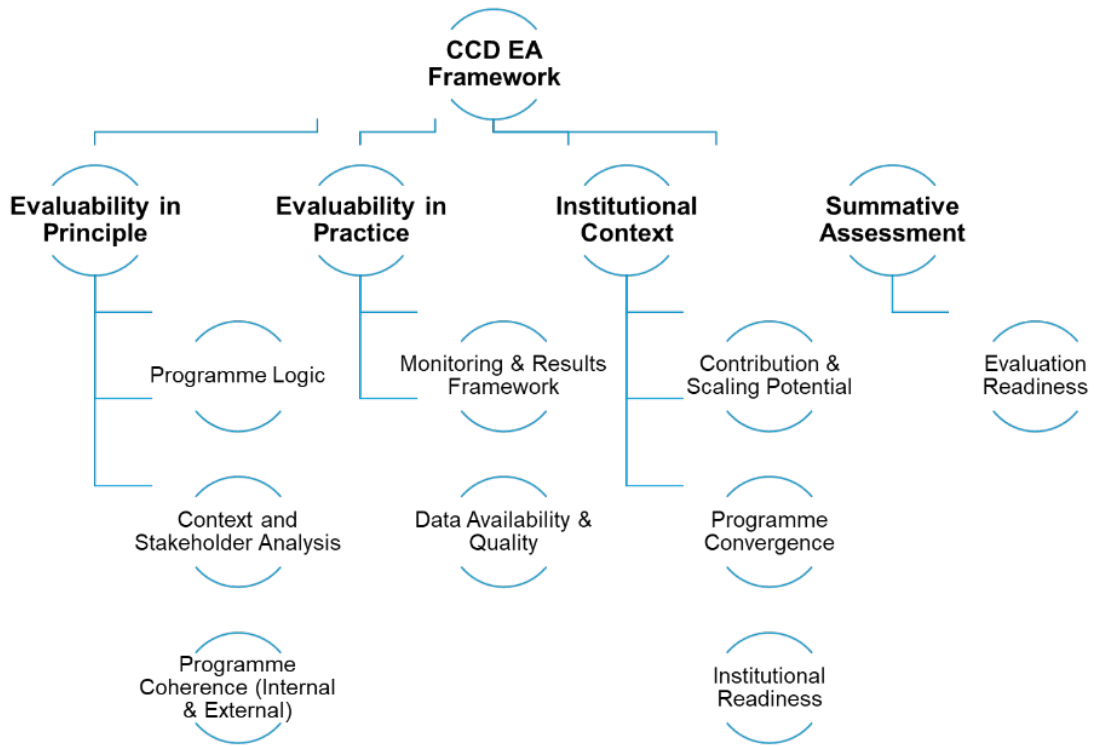 CCD EA
Framework
Evaluability in
Principle
Evaluability in
Practice
Institutional
Context
Summative
Assessment
Programme Logic
Monitoring & Results
Framework
Contribution &
Scaling Potential
Evaluation
Readiness
Context and
Stakeholder Analysis
Data Availability &
Quality
Programme
Convergence
Programme
Coherence (Internal
& External)
Institutional
Readiness